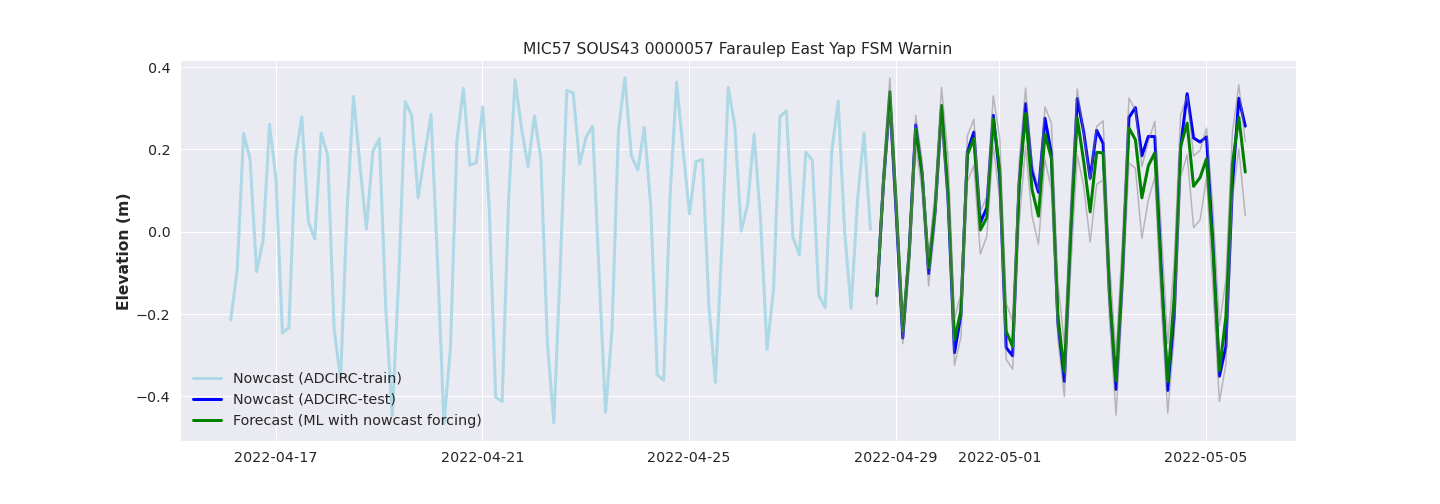 MIC57 SOUS43 0000057 Faraulep East Yap FSM Warnin
Elevation (m)
0.4
0.2
0.0
−0.2
−0.4
Nowcast (ADCIRC-train)
Nowcast (ADCIRC-test)
Forecast (ML with nowcast forcing)
2022-04-17 2022-04-21 2022-04-25 2022-04-29 2022-05-01 2022-05-05